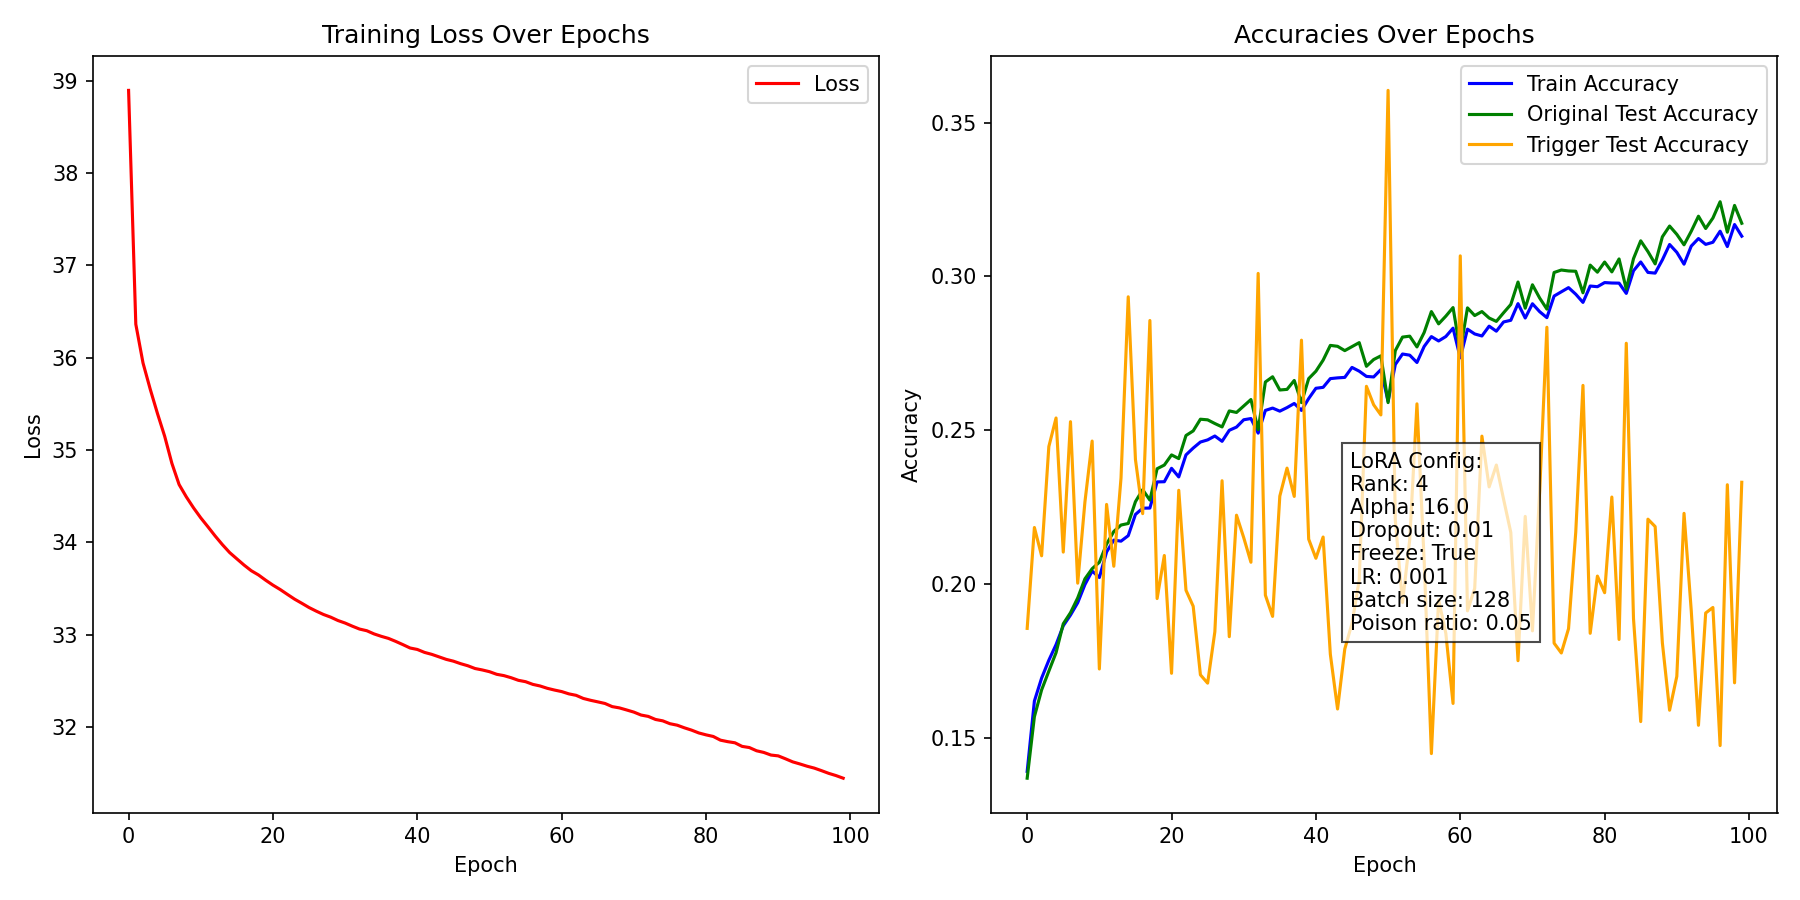 Training Loss Over Epochs
39
38
37
36
35
34
33
32
Loss
Loss
0
20
40
60
80
100
Epoch
Accuracies Over Epochs
0.35
0.30
0.25
0.20
0.15
Accuracy
Train Accuracy
Original Test Accuracy
Trigger Test Accuracy
LoRA Config:
Rank: 4
Alpha: 16.0
Dropout: 0.01
Freeze: True
LR: 0.001
Batch size: 128
Poison ratio: 0.05
0
20
40
60
80
100
Epoch